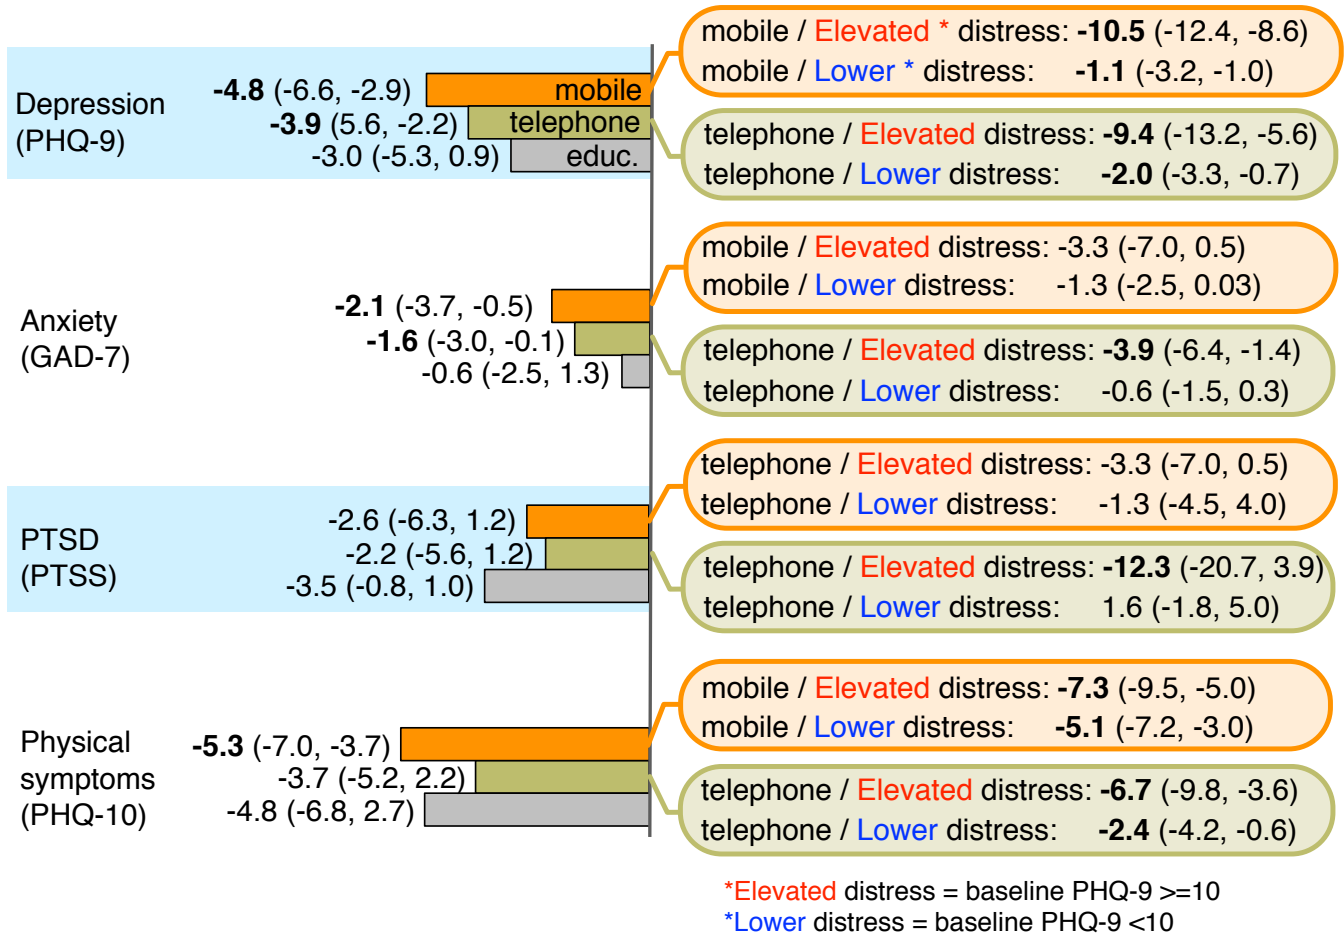 mobile / Elevated * distress: -10.5 (-12.4, -8.6)
mobile / Lower * distress: -1.1 (-3.2, -1.0)
Depression
(PHQ-9)
-4.8 (-6.6, -2.9) mobile
-3.9 (5.6, -2.2) telephone
-3.0 (-5.3, 0.9) educ.
telephone / Elevated distress: -9.4 (-13.2, -5.6)
telephone / Lower distress: -2.0 (-3.3, -0.7)
mobile / Elevated distress: -3.3 (-7.0, 0.5)
mobile / Lower distress: -1.3 (-2.5, 0.03)
Anxiety
(GAD-7)
-2.1 (-3.7, -0.5)
-1.6 (-3.0, -0.1)
-0.6 (-2.5, 1.3)
telephone / Elevated distress: -3.9 (-6.4, -1.4)
telephone / Lower distress: -0.6 (-1.5, 0.3)
telephone / Elevated distress: -3.3 (-7.0, 0.5)
telephone / Lower distress: -1.3 (-4.5, 4.0)
PTSD
(PTSS)
-2.6 (-6.3, 1.2)
-2.2 (-5.6, 1.2)
-3.5 (-0.8, 1.0)
telephone / Elevated distress: -12.3 (-20.7, 3.9)
telephone / Lower distress: 1.6 (-1.8, 5.0)
mobile / Elevated distress: -7.3 (-9.5, -5.0)
mobile / Lower distress: -5.1 (-7.2, -3.0)
Physical
symptoms
(PHQ-10)
-5.3 (-7.0, -3.7)
-3.7 (-5.2, 2.2)
-4.8 (-6.8, 2.7)
telephone / Elevated distress: -6.7 (-9.8, -3.6)
telephone / Lower distress: -2.4 (-4.2, -0.6)
*Elevated distress = baseline PHQ-9 >=10
*Lower distress = baseline PHQ-9 <10